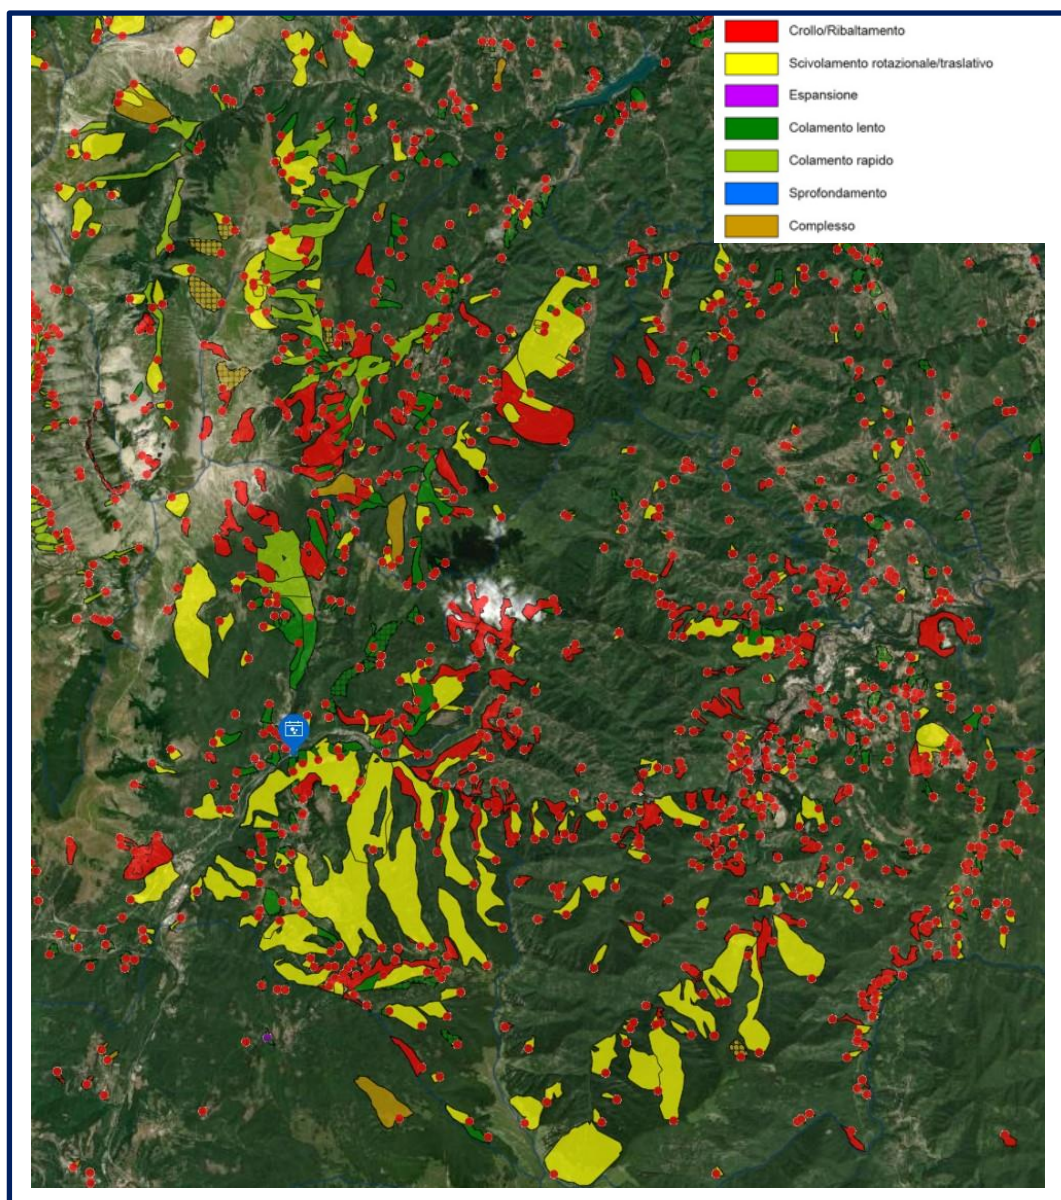 Crollo/Ribaltamento
Scivolamento rotazionale/traslativo
Espansione
Colamento lento
Colamento rapido
Sprofondamento
Complesso